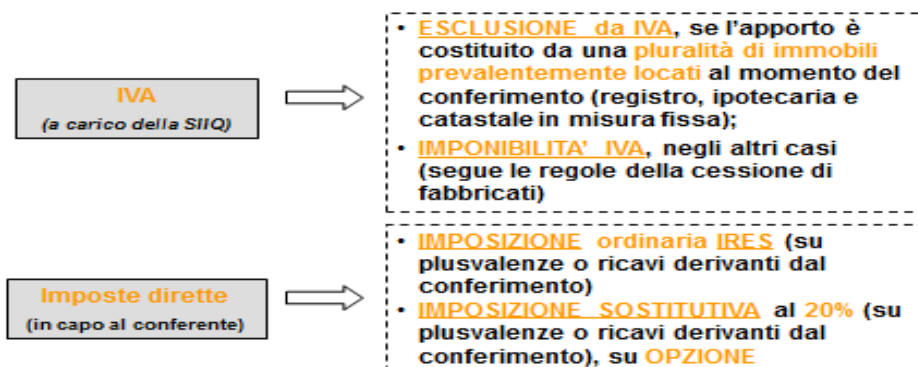 IVA
(a carico della SIIQ)
• ESCLUSIONE da IVA, se l'apporto è
costituito da una pluralità di immobili
prevalentemente locati al momento del
conferimento (registro, ipotecaria e
catastale in misura fissa);
• IMPONIBILITA' IVA, negli altri casi
(segue le regole della cessione di
fabbricati)
Imposte dirette
(in capo al conferente)
• IMPOSIZIONE ordinaria IRES (su
plusvalenze o ricavi derivanti dal
conferimento)
• IMPOSIZIONE SOSTITUTIVA al 20% (su
plusvalenze o ricavi derivanti dal
conferimento), su OPZIONE